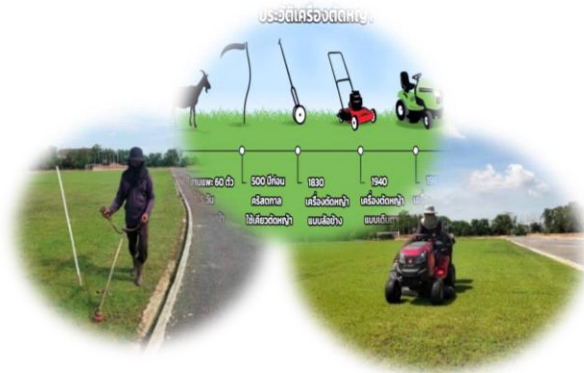 ประวัติเครื่องตัดหญ้า
60 ตัว
500 ปีก่อน
คริสตกาล
ใช้เคียวตัดหญ้า
1830
เครื่องตัดหญ้า
แบบล้อข้าง
1940
เครื่องตัดหญ้า